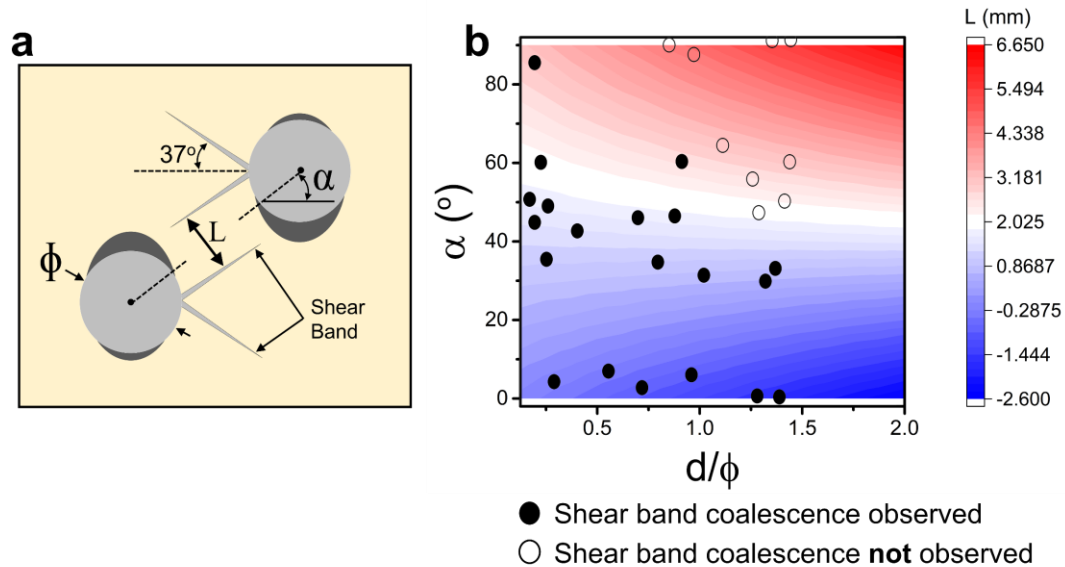 a
37°
α
L
ϕ
Shear
Band
b
α (°)
80
60
40
20
0
0.5
1.0
1.5
2.0
d/ϕ
L (mm)
6.650
5.494
4.338
3.181
2.025
0.8687
-0.2875
-1.444
-2.600
Shear band coalescence observed
Shear band coalescence not observed